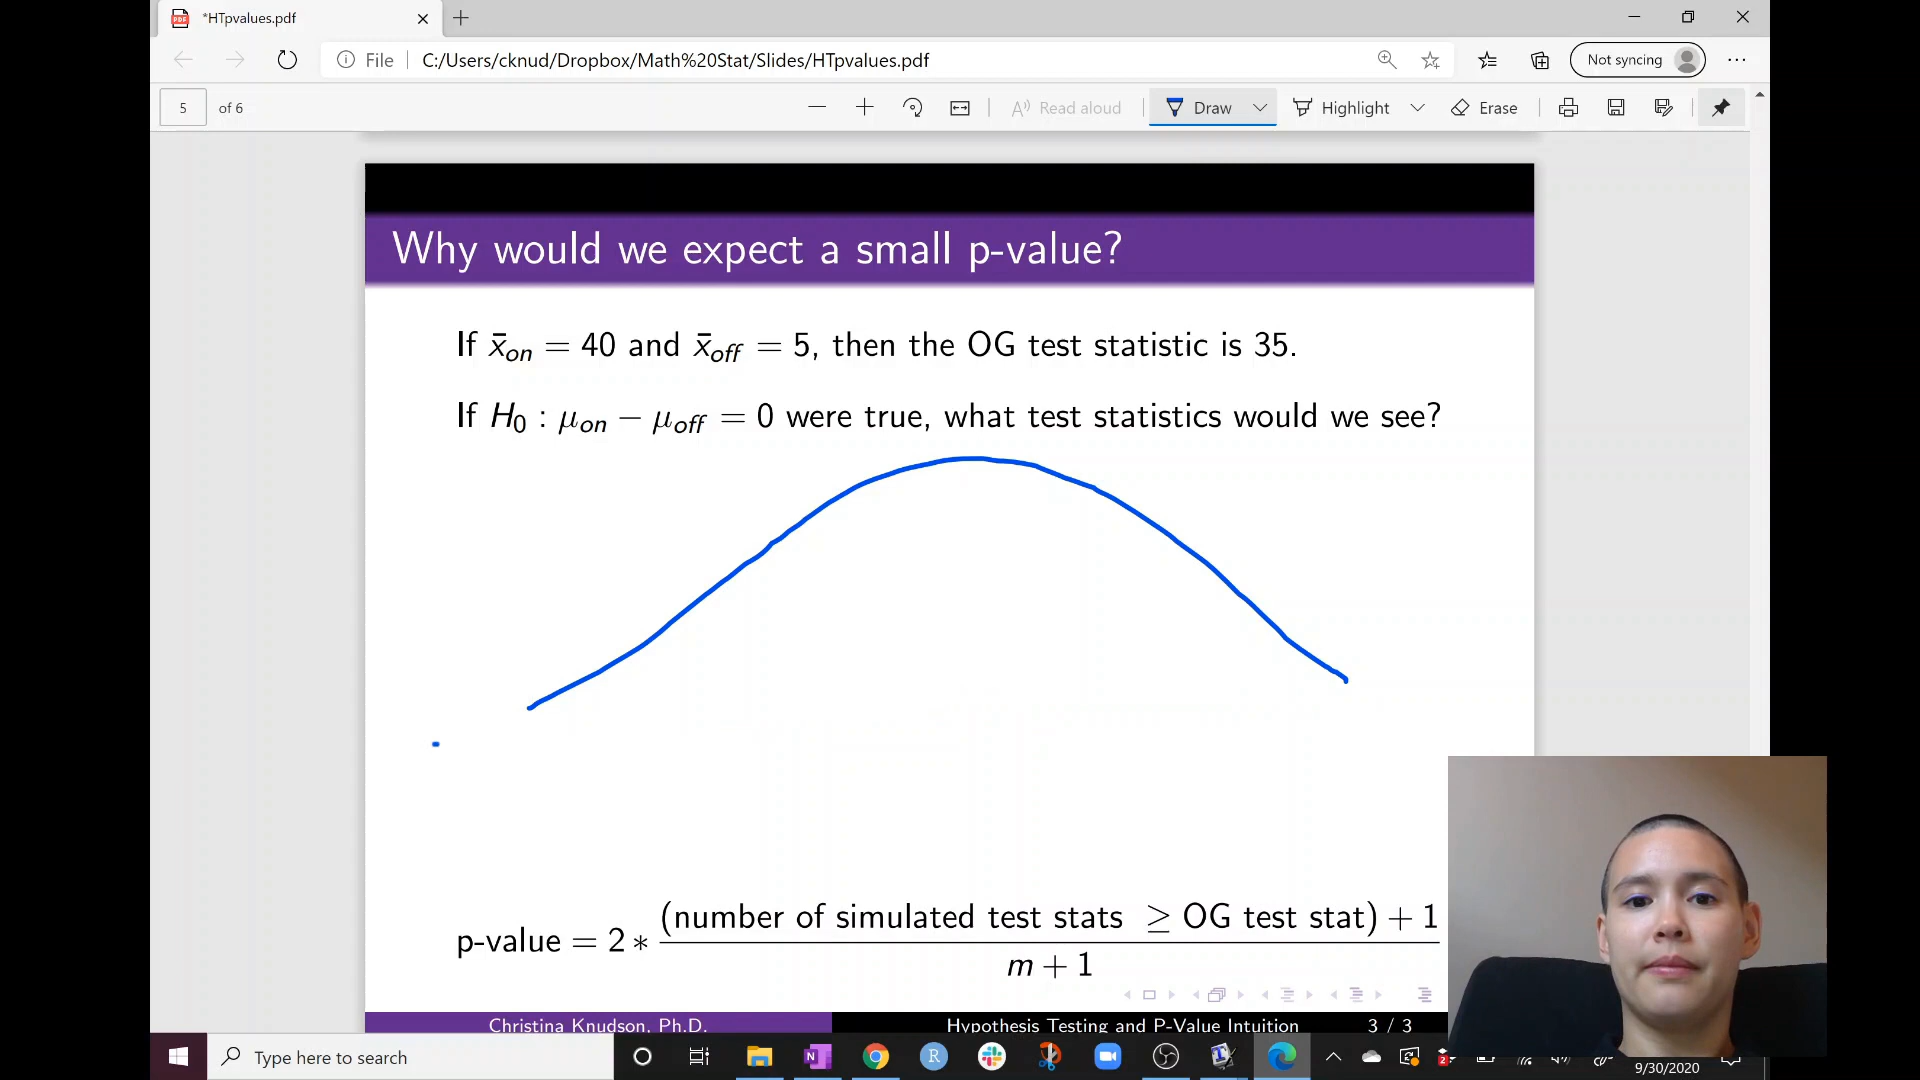 *HTpvalues.pdf
File C:/Users/cknud/Dropbox/Math%20Stat/Slides/HTpvalues.pdf Not syncing
5 of 6 Read aloud Draw Highlight Erase
Why would we expect a small p-value?
If x̄on = 40 and x̄off = 5, then the OG test statistic is 35.
If H0 : μon − μoff = 0 were true, what test statistics would we see?
p-value = 2 * (number of simulated test stats ≥ OG test stat) + 1
m + 1
Christina Knudson, Ph.D. Hypothesis Testing and P-Value Intuition 3 / 3
Type here to search
9/30/2020